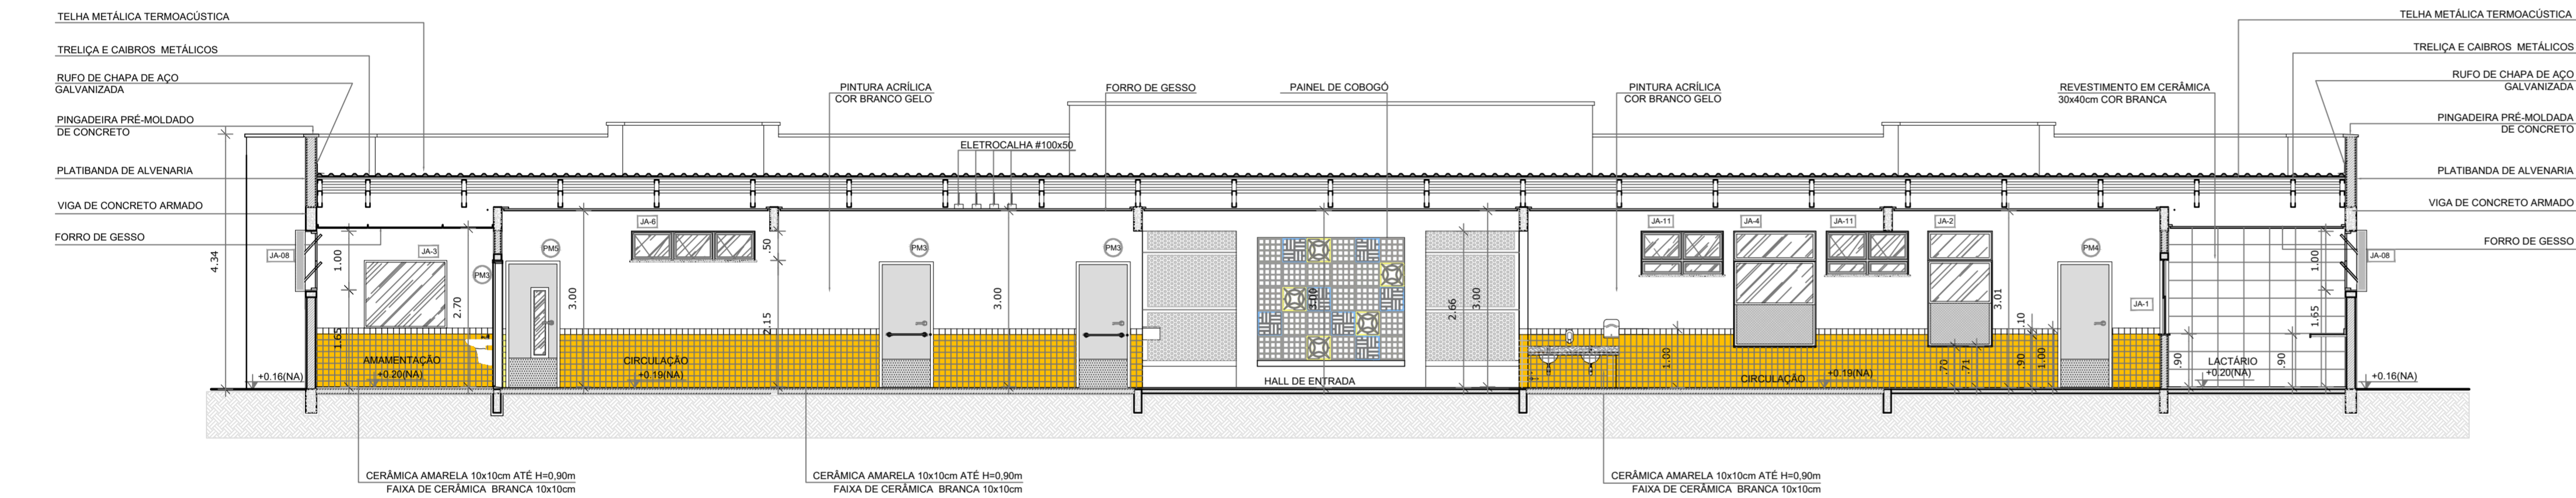 TELHA METÁLICA TERMOACÚSTICA
TELHA METÁLICA TERMOACÚSTICA
TRELIÇA E CAIBROS METÁLICOS
TRELIÇA E CAIBROS METÁLICOS
RUFO DE CHAPA DE AÇO
GALVANIZADA
PINTURA ACRÍLICA
COR BRANCO GELO
FORRO DE GESSO
PAINEL DE COBOGÓ
PINTURA ACRÍLICA
COR BRANCO GELO
REVESTIMENTO EM CERÂMICA
30x40cm COR BRANCA
RUFO DE CHAPA DE AÇO
GALVANIZADA
PINGADEIRA PRÉ-MOLDADO
DE CONCRETO
PINGADEIRA PRÉ-MOLDADA
DE CONCRETO
ELETROCALHA #100x50
PLATIBANDA DE ALVENARIA
PLATIBANDA DE ALVENARIA
VIGA DE CONCRETO ARMADO
VIGA DE CONCRETO ARMADO
FORRO DE GESSO
FORRO DE GESSO
JA-6
JA-11
JA-4
JA-11
JA-2
JA-08
JA-3
PM3
PM5
PM3
PM3
PM4
JA-1
JA-08
4.34
1.00
1.65
2.70
3.00
.50
2.15
3.00
3.00
2.66
3.00
1.00
.70
.71
3.01
.10
.90
1.00
.90
.90
1.00
1.65
+0.16(NA)
AMAMENTAÇÃO
+0.20(NA)
CIRCULAÇÃO
+0.19(NA)
HALL DE ENTRADA
CIRCULAÇÃO
+0.19(NA)
LACTÁRIO
+0.20(NA)
+0.16(NA)
CERÂMICA AMARELA 10x10cm ATÉ H=0,90m
FAIXA DE CERÂMICA BRANCA 10x10cm
CERÂMICA AMARELA 10x10cm ATÉ H=0,90m
FAIXA DE CERÂMICA BRANCA 10x10cm
CERÂMICA AMARELA 10x10cm ATÉ H=0,90m
FAIXA DE CERÂMICA BRANCA 10x10cm